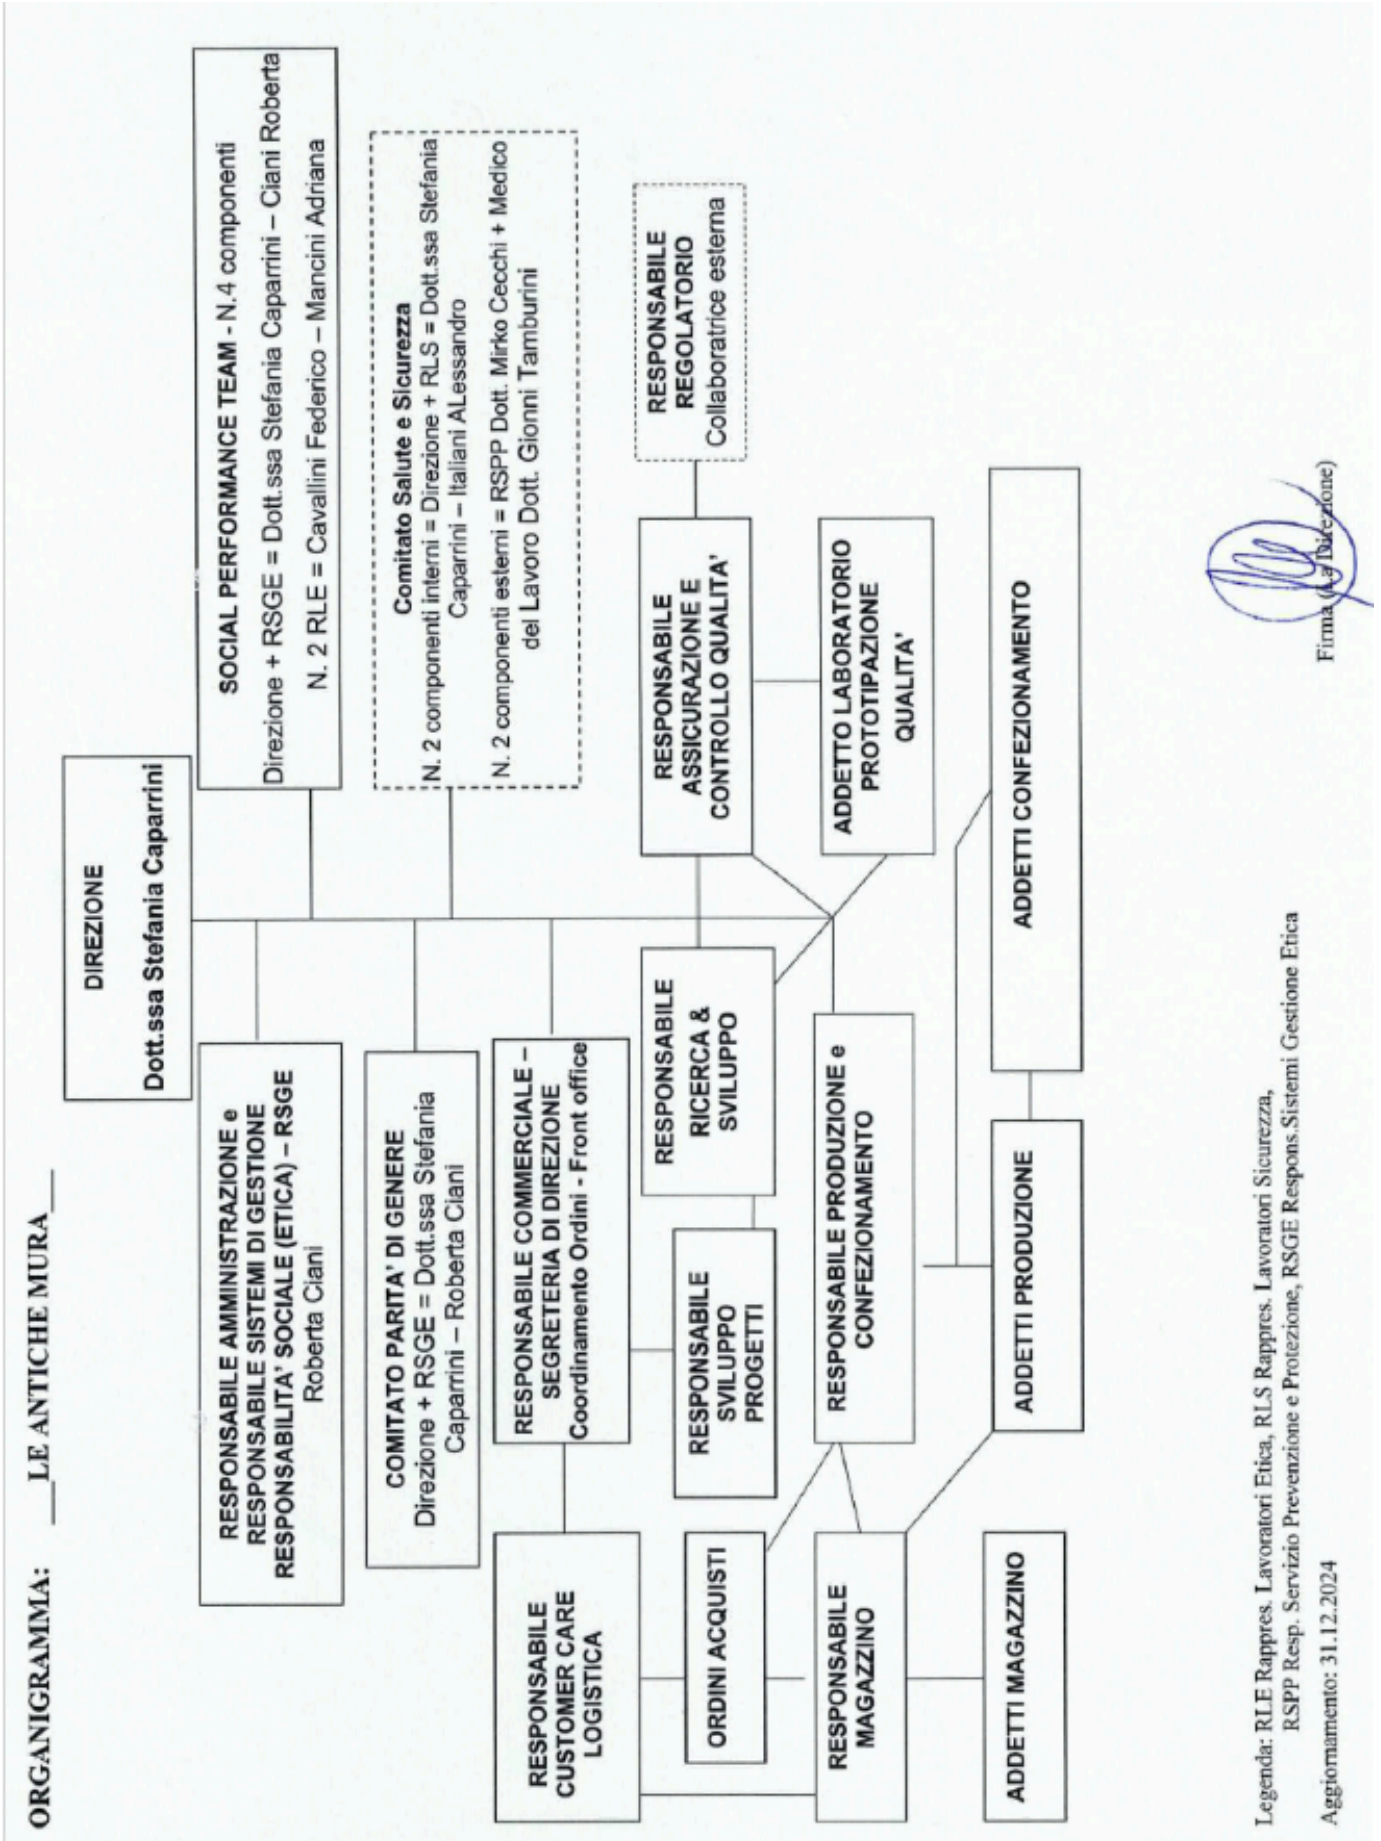 ORGANIGRAMMA: ___LE ANTICHE MURA___
DIREZIONE
Dott.ssa Stefania Caparrini
RESPONSABILE AMMINISTRAZIONE e
RESPONSABILE SISTEMI DI GESTIONE
RESPONSABILITA' SOCIALE (ETICA) – RSGE
Roberta Ciani
SOCIAL PERFORMANCE TEAM - N.4 componenti
Direzione + RSGE = Dott.ssa Stefania Caparrini – Ciani Roberta
N. 2 RLE = Cavallini Federico – Mancini Adriana
COMITATO PARITA' DI GENERE
Direzione + RSGE = Dott.ssa Stefania
Caparrini – Roberta Ciani
Comitato Salute e Sicurezza
N. 2 componenti interni = Direzione + RLS = Dott.ssa Stefania
Caparrini – Italiani ALessandro
N. 2 componenti esterni = RSPP Dott. Mirko Cecchi + Medico
del Lavoro Dott. Gionni Tamburini
RESPONSABILE
CUSTOMER CARE
LOGISTICA
RESPONSABILE COMMERCIALE –
SEGRETERIA DI DIREZIONE
Coordinamento Ordini - Front office
RESPONSABILE
RICERCA &
SVILUPPO
RESPONSABILE
ASSICURAZIONE E
CONTROLLO QUALITA'
RESPONSABILE
REGOLATORIO
Collaboratrice esterna
ORDINI ACQUISTI
RESPONSABILE
SVILUPPO
PROGETTI
RESPONSABILE
MAGAZZINO
RESPONSABILE PRODUZIONE e
CONFEZIONAMENTO
ADDETTO LABORATORIO
PROTOTIPAZIONE
QUALITA'
ADDETTI MAGAZZINO
ADDETTI PRODUZIONE
ADDETTI CONFEZIONAMENTO
Legenda: RLE Rappres. Lavoratori Etica, RLS Rappres. Lavoratori Sicurezza,
RSPP Resp. Servizio Prevenzione e Protezione, RSGE Respons.Sistemi Gestione Etica
Aggiornamento: 31.12.2024
Firma (La Direzione)